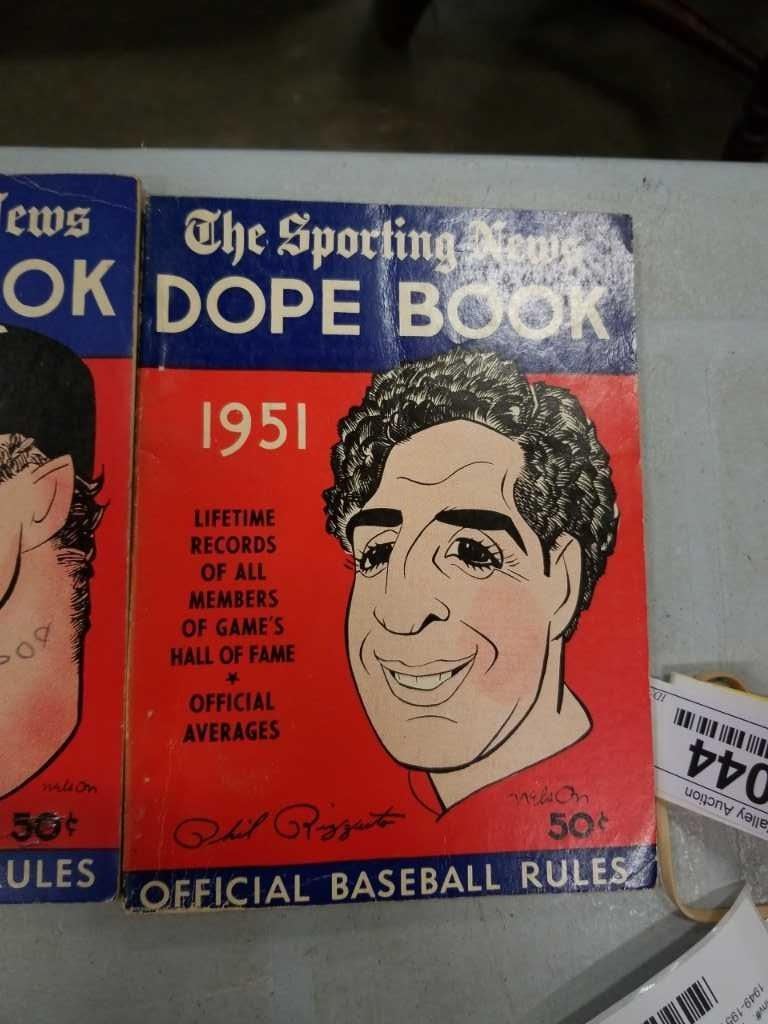 ews
OK
50¢
ULES
The Sporting News
DOPE BOOK
1951
LIFETIME
RECORDS
OF ALL
MEMBERS
OF GAME'S
HALL OF FAME
★
OFFICIAL
AVERAGES
Phil Rizzuto
nelson
50¢
OFFICIAL BASEBALL RULES
nelson
044
alley Auction